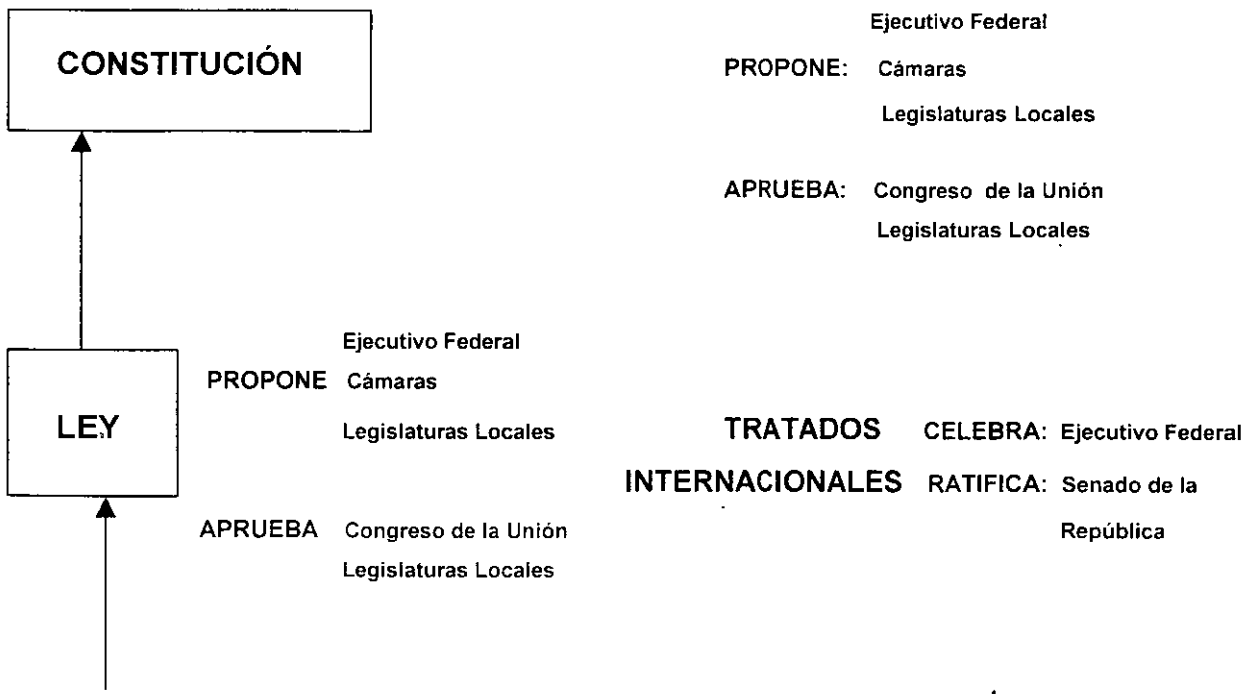 CONSTITUCIÓN
Ejecutivo Federal
PROPONE: Cámaras
Legislaturas Locales
APRUEBA: Congreso de la Unión
Legislaturas Locales
LEY
Ejecutivo Federal
PROPONE Cámaras
Legislaturas Locales
APRUEBA Congreso de la Unión
Legislaturas Locales
TRATADOS CELEBRA: Ejecutivo Federal
INTERNACIONALES RATIFICA: Senado de la
República